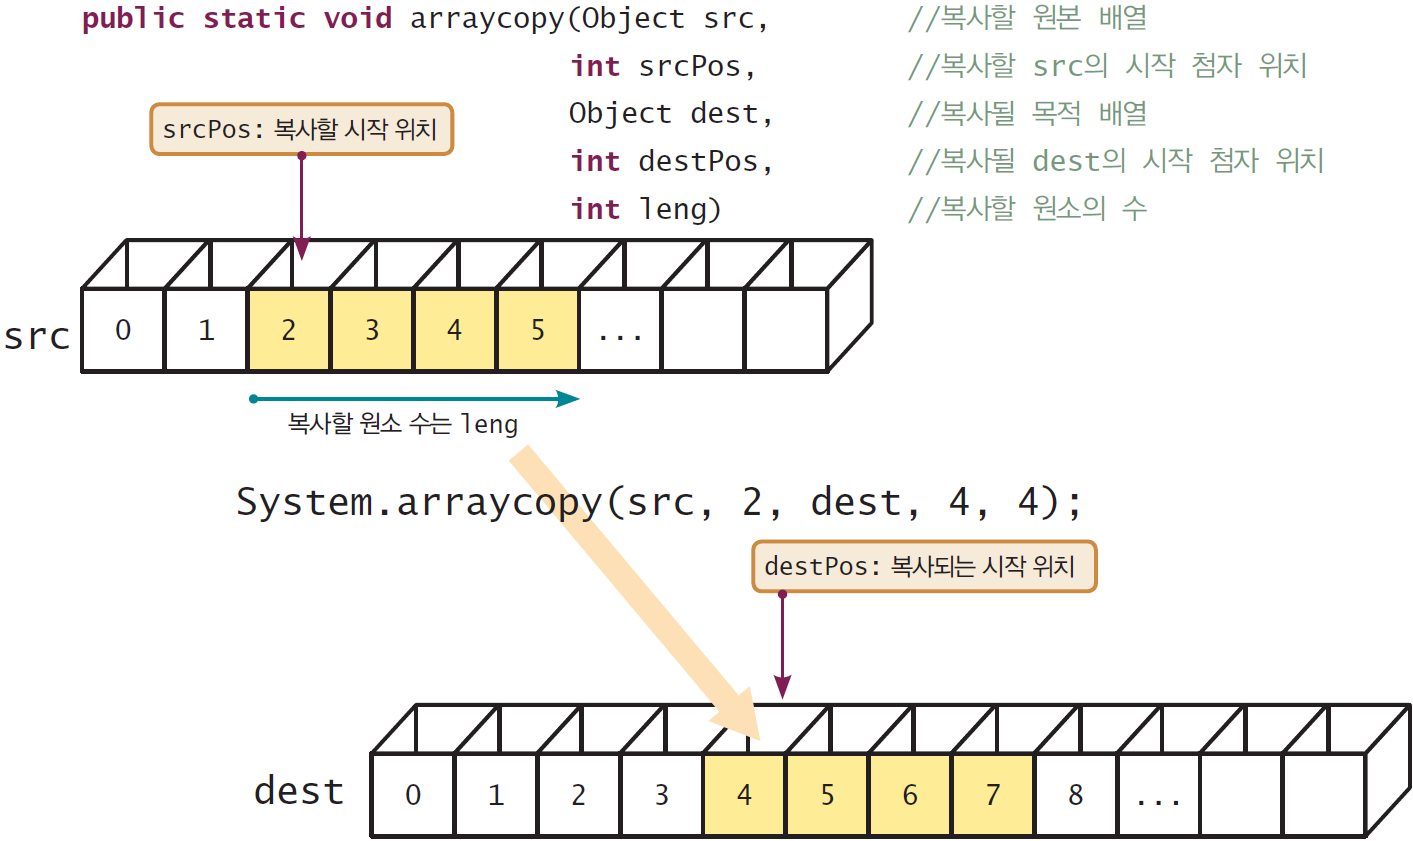 public static void arraycopy(Object src, //복사할 원본 배열
int srcPos, //복사할 src의 시작 첨자 위치
Object dest, //복사될 목적 배열
int destPos, //복사될 dest의 시작 첨자 위치
int leng) //복사할 원소의 수
srcPos: 복사할 시작 위치
src 0 1 2 3 4 5 ...
복사할 원소 수는 leng
System.arraycopy(src, 2, dest, 4, 4);
destPos: 복사되는 시작 위치
dest 0 1 2 3 4 5 6 7 8 ...